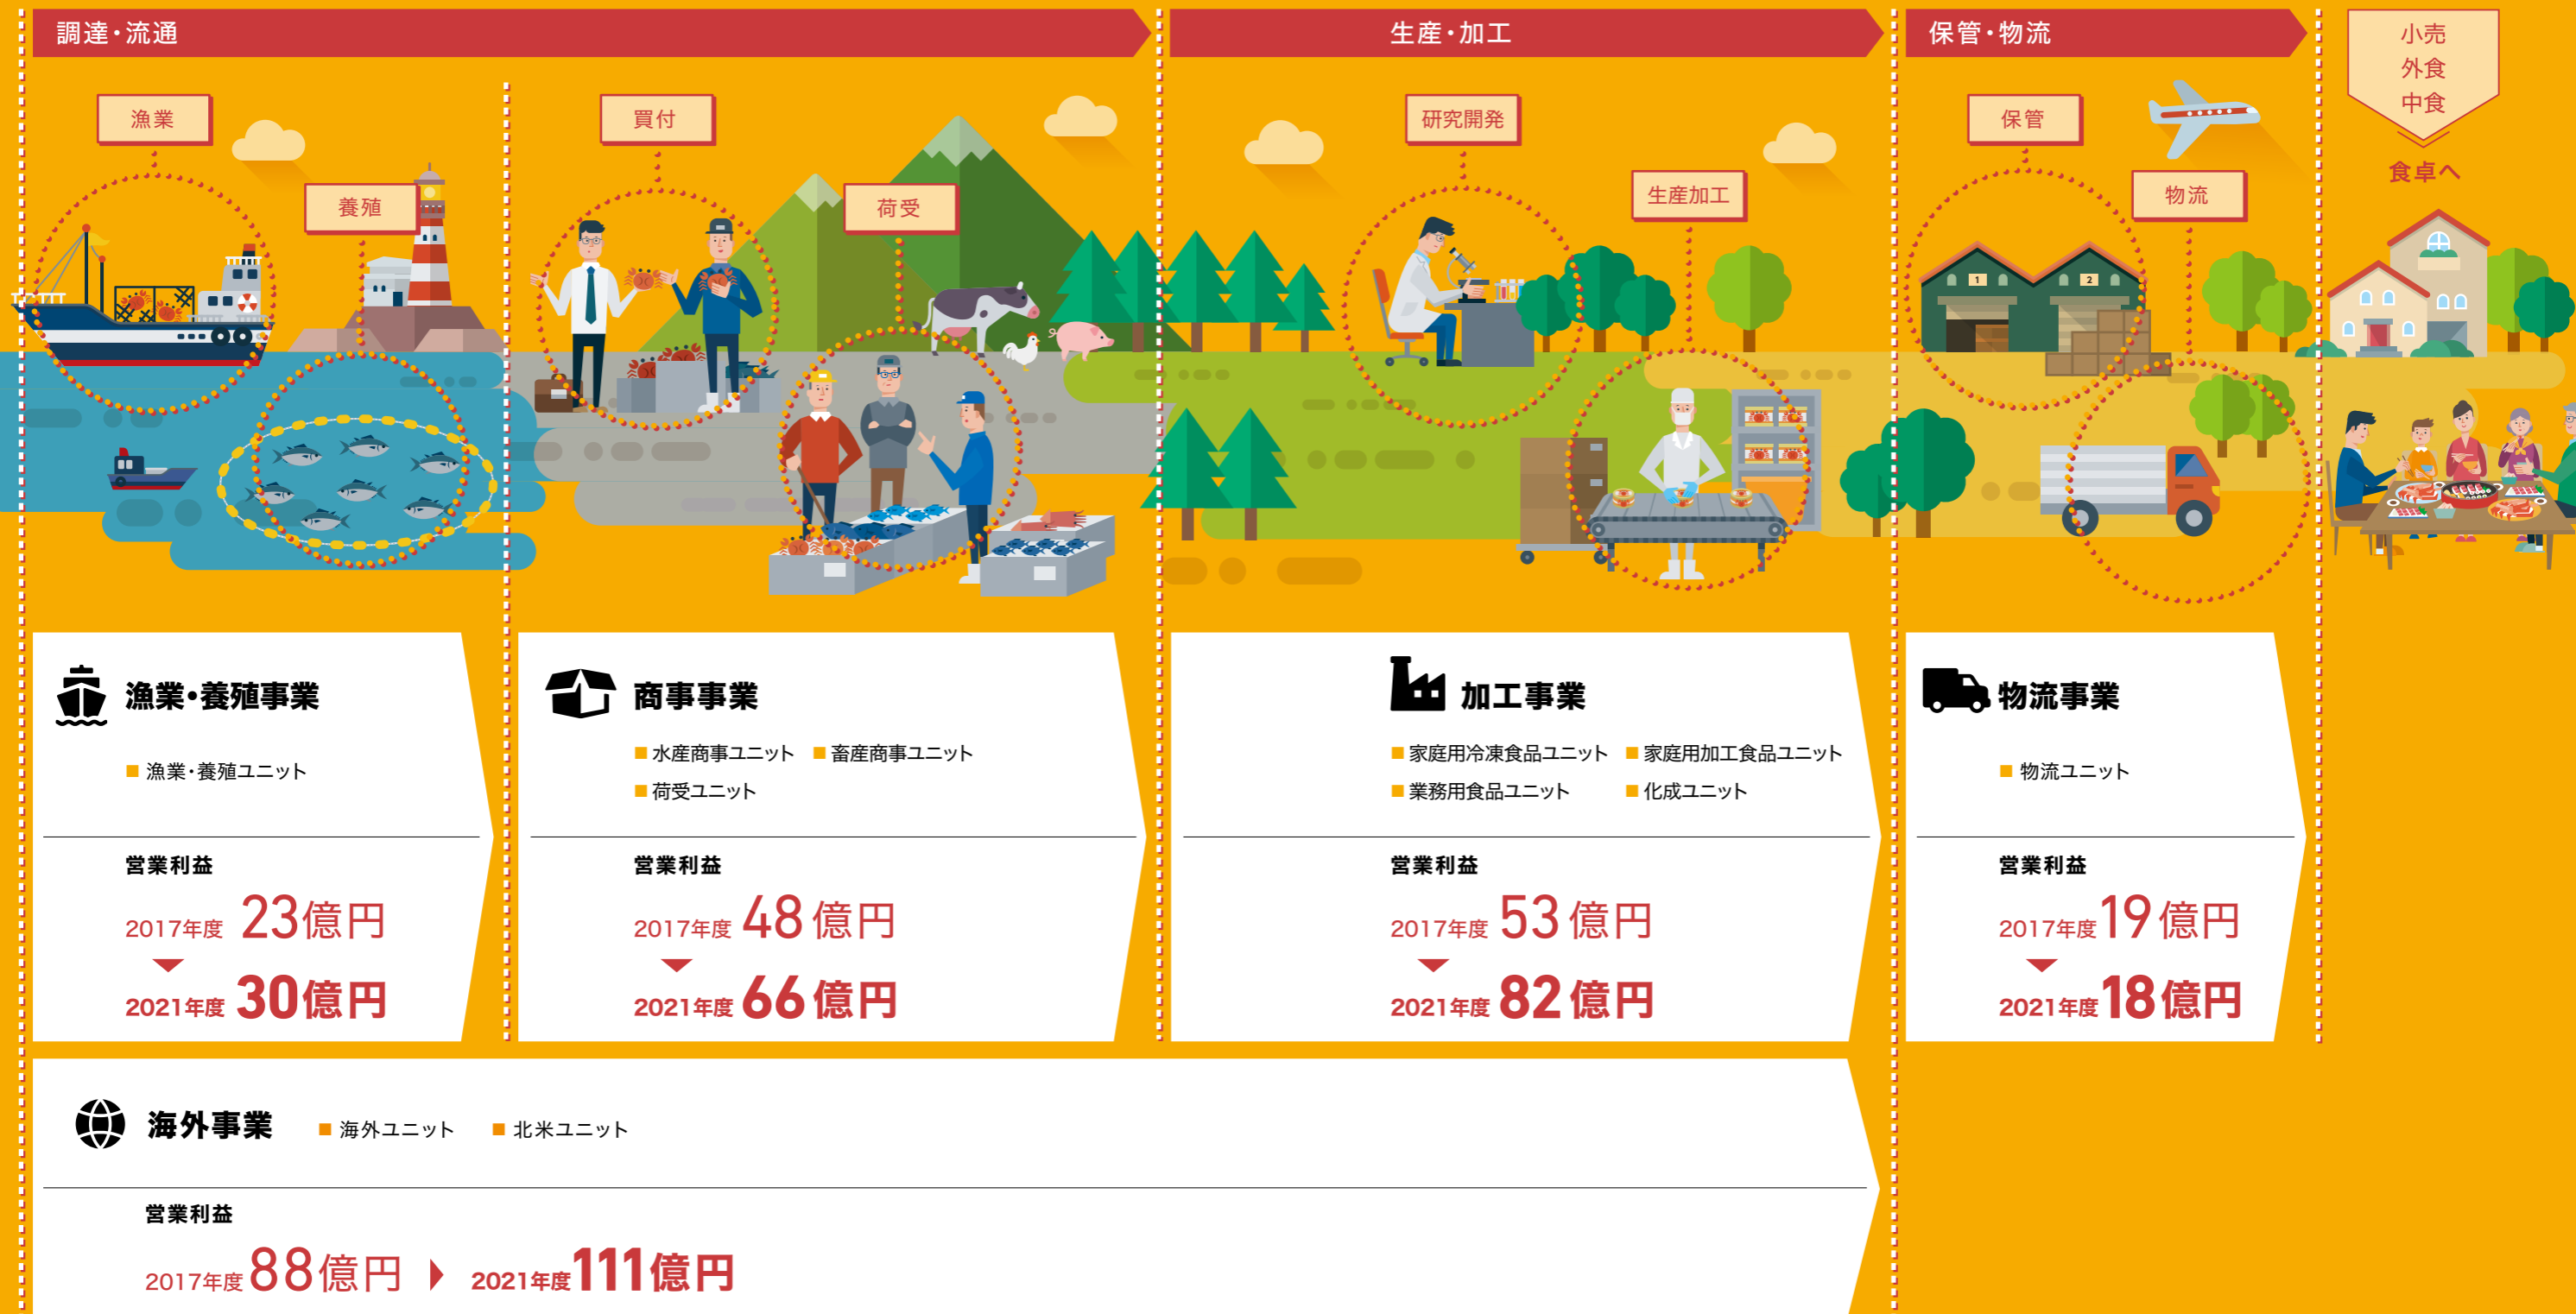 調達・流通
生産・加工
保管・物流
小売
外食
中食
食卓へ
漁業
養殖
買付
荷受
研究開発
生産加工
保管
物流
1
2
漁業・養殖事業
漁業・養殖ユニット
営業利益
2017年度 23億円
2021年度 30億円
商事事業
水産商事ユニット 畜産商事ユニット
荷受ユニット
営業利益
2017年度 48億円
2021年度 66億円
加工事業
家庭用冷凍食品ユニット 家庭用加工食品ユニット
業務用食品ユニット 化成ユニット
営業利益
2017年度 53億円
2021年度 82億円
物流事業
物流ユニット
営業利益
2017年度 19億円
2021年度 18億円
海外事業 海外ユニット 北米ユニット
営業利益
2017年度 88億円 2021年度 111億円